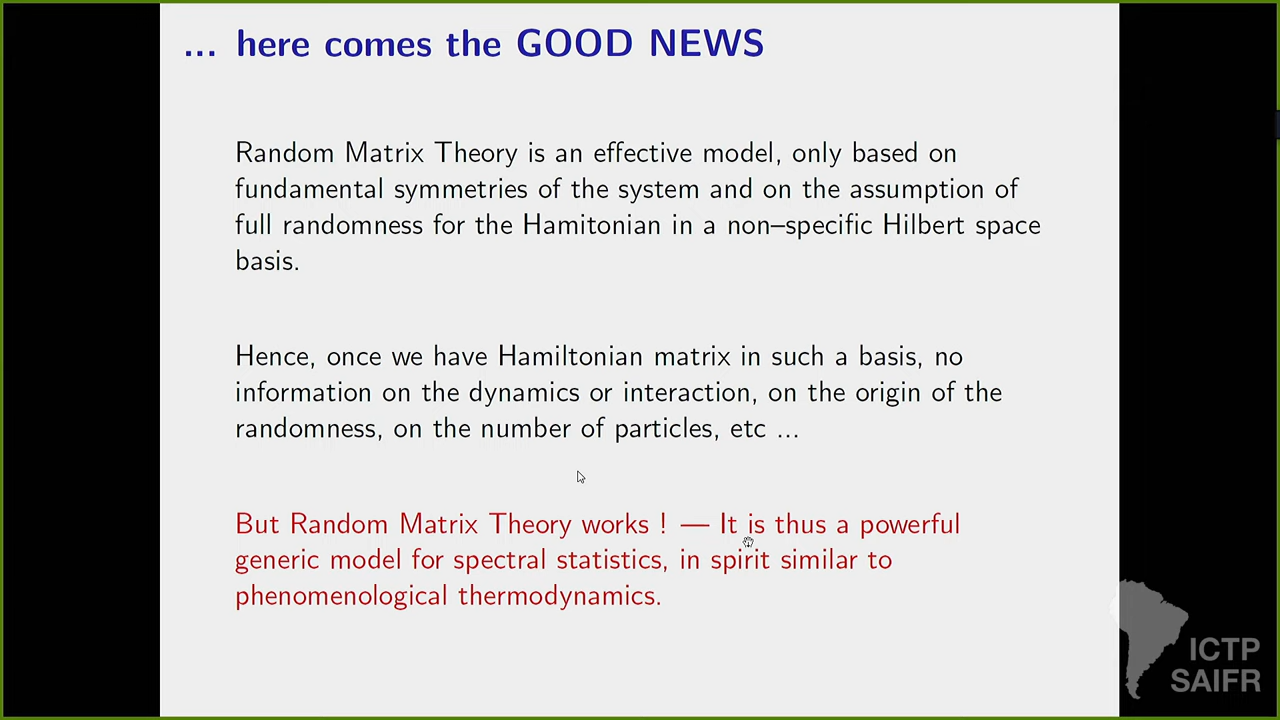 ... here comes the GOOD NEWS
Random Matrix Theory is an effective model, only based on
fundamental symmetries of the system and on the assumption of
full randomness for the Hamitonian in a non–specific Hilbert space
basis.
Hence, once we have Hamiltonian matrix in such a basis, no
information on the dynamics or interaction, on the origin of the
randomness, on the number of particles, etc ...
But Random Matrix Theory works ! — It is thus a powerful
generic model for spectral statistics, in spirit similar to
phenomenological thermodynamics.
ICTP
SAIFR